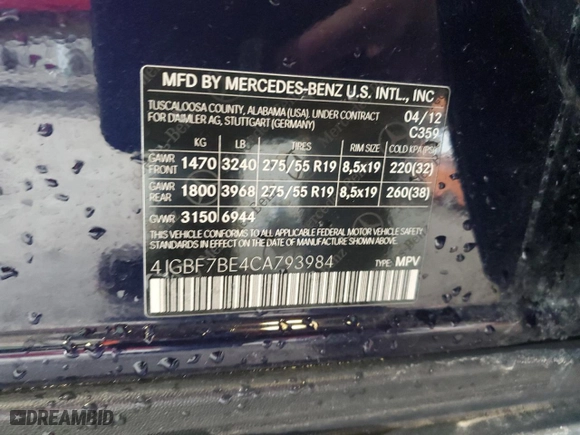 MFD BY MERCEDES-BENZ U.S. INTL., INC
TUSCALOOSA COUNTY, ALABAMA (USA). UNDER CONTRACT 04/12
FOR DAIMLER AG, STUTTGART (GERMANY) C359
KG LB TIRES RIM SIZE COLD KPA(PSI)
GAWR FRONT 1470 3240 275/55 R19 8,5x19 220(32)
GAWR REAR 1800 3968 275/55 R19 8,5x19 260(38)
GVWR 3150 6944
THIS VEHICLE CONFORMS TO ALL APPLICABLE FEDERAL MOTOR VEHICLE SAFETY AND THEFT PREVENTION STANDARDS IN EFFECT ON THE DATE OF MANUFACTURE SHOWN ABOVE.
4JGBF7BE4CA793984 TYPE: MPV
DREAMBID